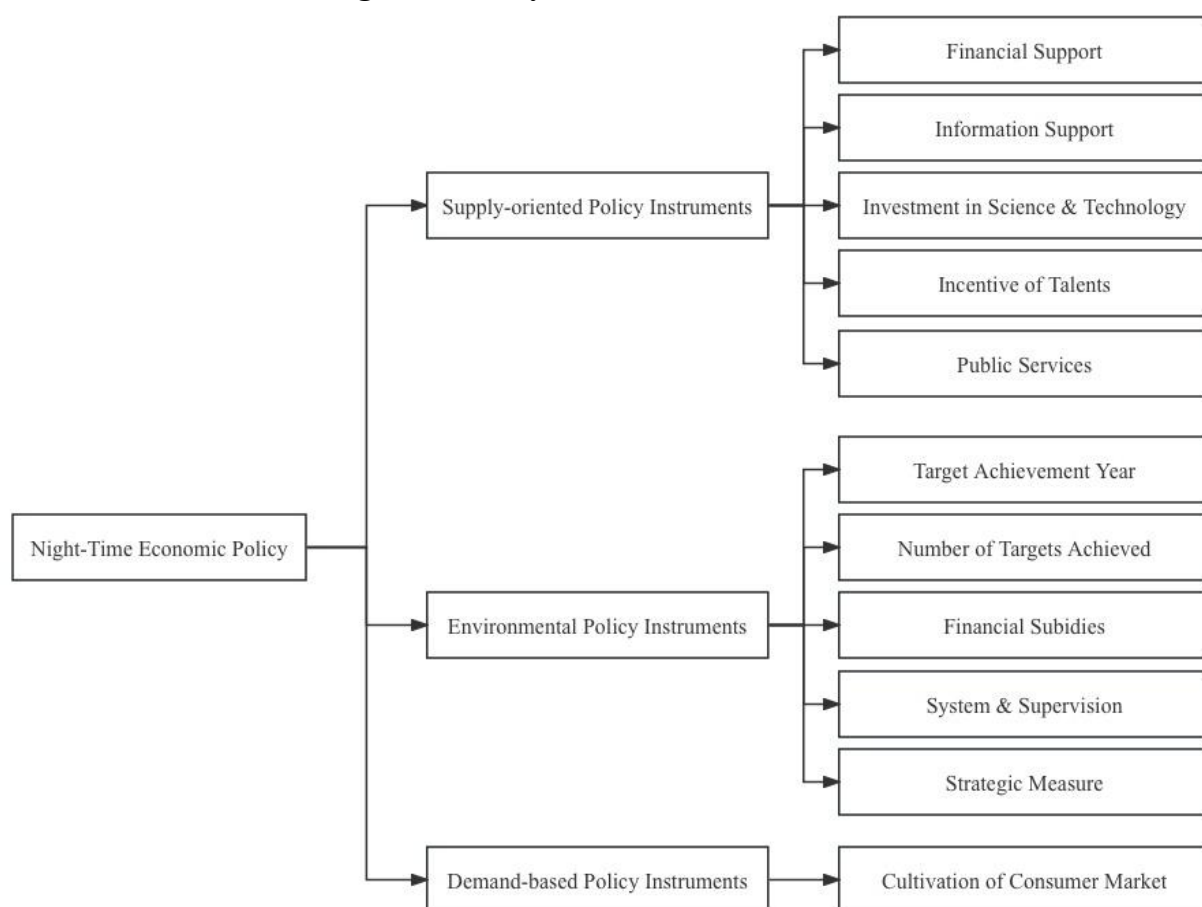 Night-Time Economic Policy
Supply-oriented Policy Instruments
Financial Support
Information Support
Investment in Science & Technology
Incentive of Talents
Public Services
Environmental Policy Instruments
Target Achievement Year
Number of Targets Achieved
Financial Subidies
System & Supervision
Strategic Measure
Demand-based Policy Instruments
Cultivation of Consumer Market